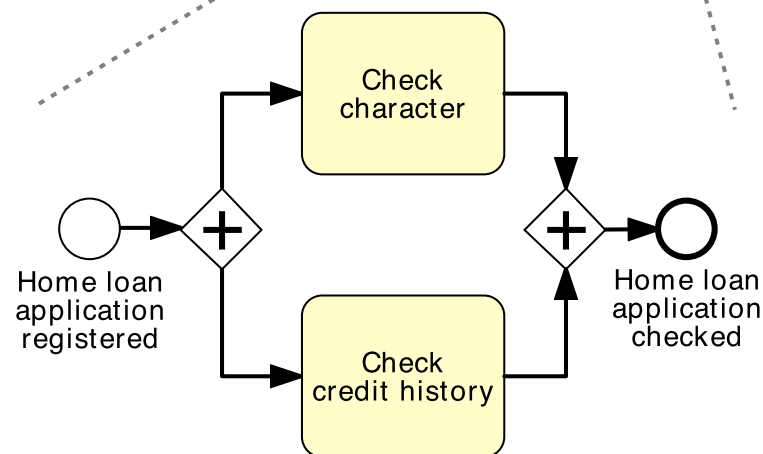 Check
character
Home loan
application
registered
Home loan
application
checked
Check
credit history